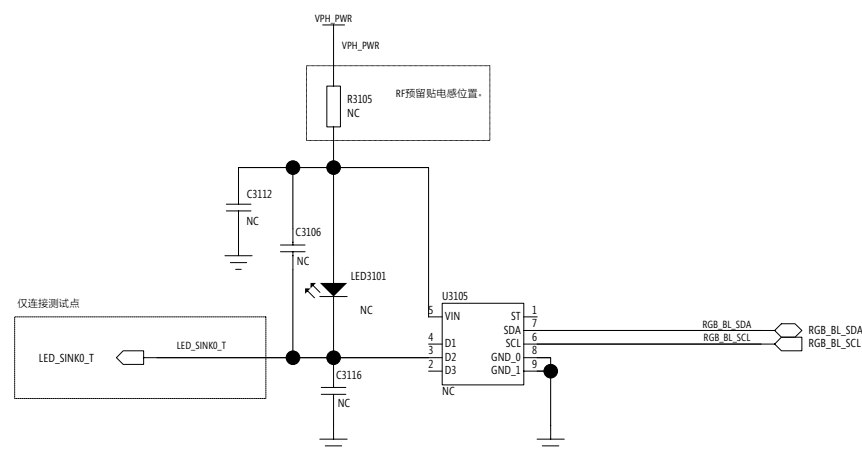 VPH_PWR
VPH_PWR
R3105
NC
RF预留贴电感位置.
C3112
NC
C3106
NC
LED3101
NC
仅连接测试点
LED_SINK0_T
LED_SINK0_T
C3116
NC
U3105
5 VIN
4 D1
3 D2
2 D3
ST 1
SDA 7
SCL 6
GND_0 8
GND_1 9
NC
RGB_BL_SDA
RGB_BL_SCL
RGB_BL_SDA
RGB_BL_SCL